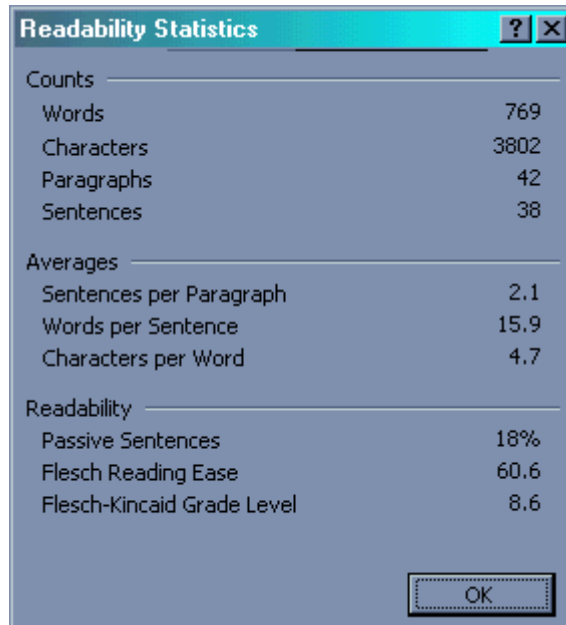 Readability Statistics ? ×
Counts
Words 769
Characters 3802
Paragraphs 42
Sentences 38
Averages
Sentences per Paragraph 2.1
Words per Sentence 15.9
Characters per Word 4.7
Readability
Passive Sentences 18%
Flesch Reading Ease 60.6
Flesch-Kincaid Grade Level 8.6
OK